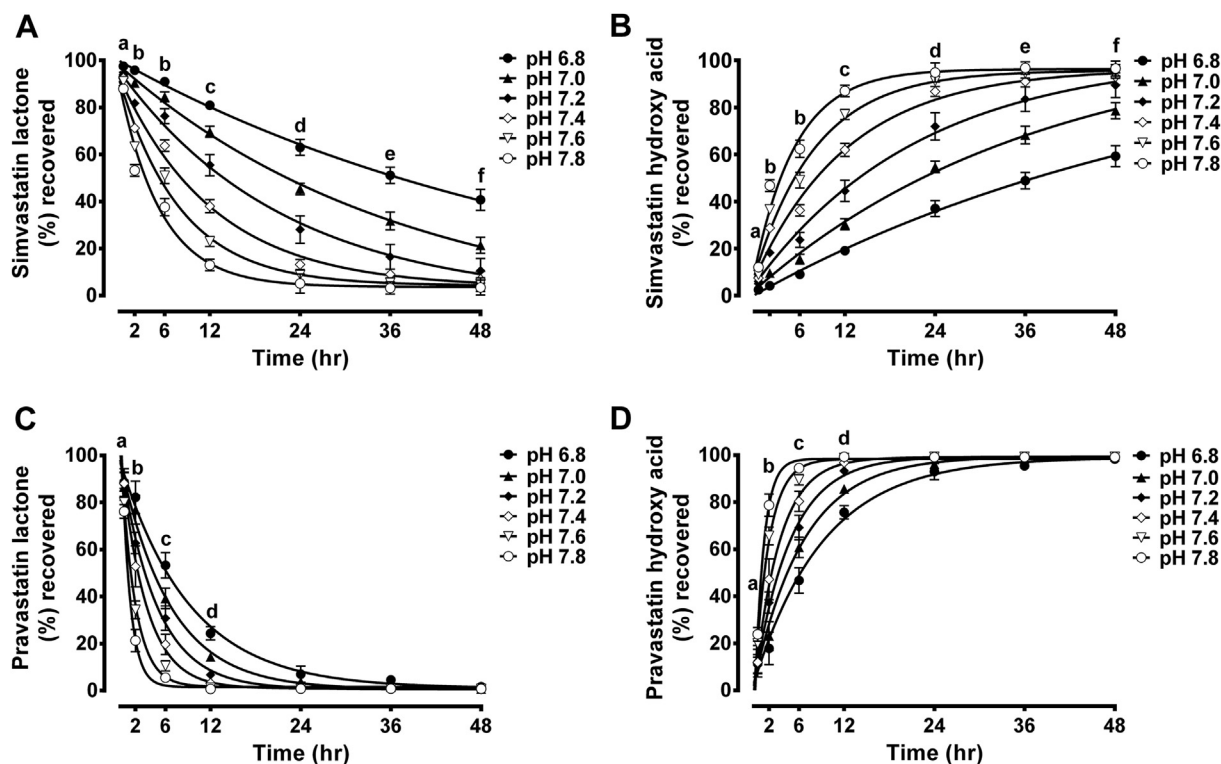 A
Simvastatin lactone
(%) recovered
100
80
60
40
20
0
a
b
b
c
d
e
f
2 6 12 24 36 48
Time (hr)
pH 6.8
pH 7.0
pH 7.2
pH 7.4
pH 7.6
pH 7.8
B
Simvastatin hydroxy acid
(%) recovered
100
80
60
40
20
0
a
b
b
c
d
e
f
2 6 12 24 36 48
Time (hr)
pH 6.8
pH 7.0
pH 7.2
pH 7.4
pH 7.6
pH 7.8
C
Pravastatin lactone
(%) recovered
100
80
60
40
20
0
a
b
c
d
2 6 12 24 36 48
Time (hr)
pH 6.8
pH 7.0
pH 7.2
pH 7.4
pH 7.6
pH 7.8
D
Pravastatin hydroxy acid
(%) recovered
100
80
60
40
20
0
a
b
c
d
2 6 12 24 36 48
Time (hr)
pH 6.8
pH 7.0
pH 7.2
pH 7.4
pH 7.6
pH 7.8